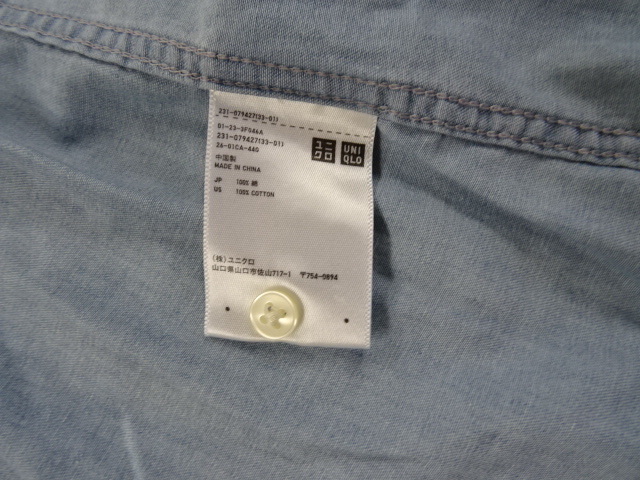 231-079427(33-01)
01-23-3F046A
231-079427(33-01)
26-01CA-440
ユニクロ
UNIQLO
中国製
MADE IN CHINA
JP 100% 綿
US 100% COTTON
(株)ユニクロ
山口県山口市佐山717-1 〒754-0894